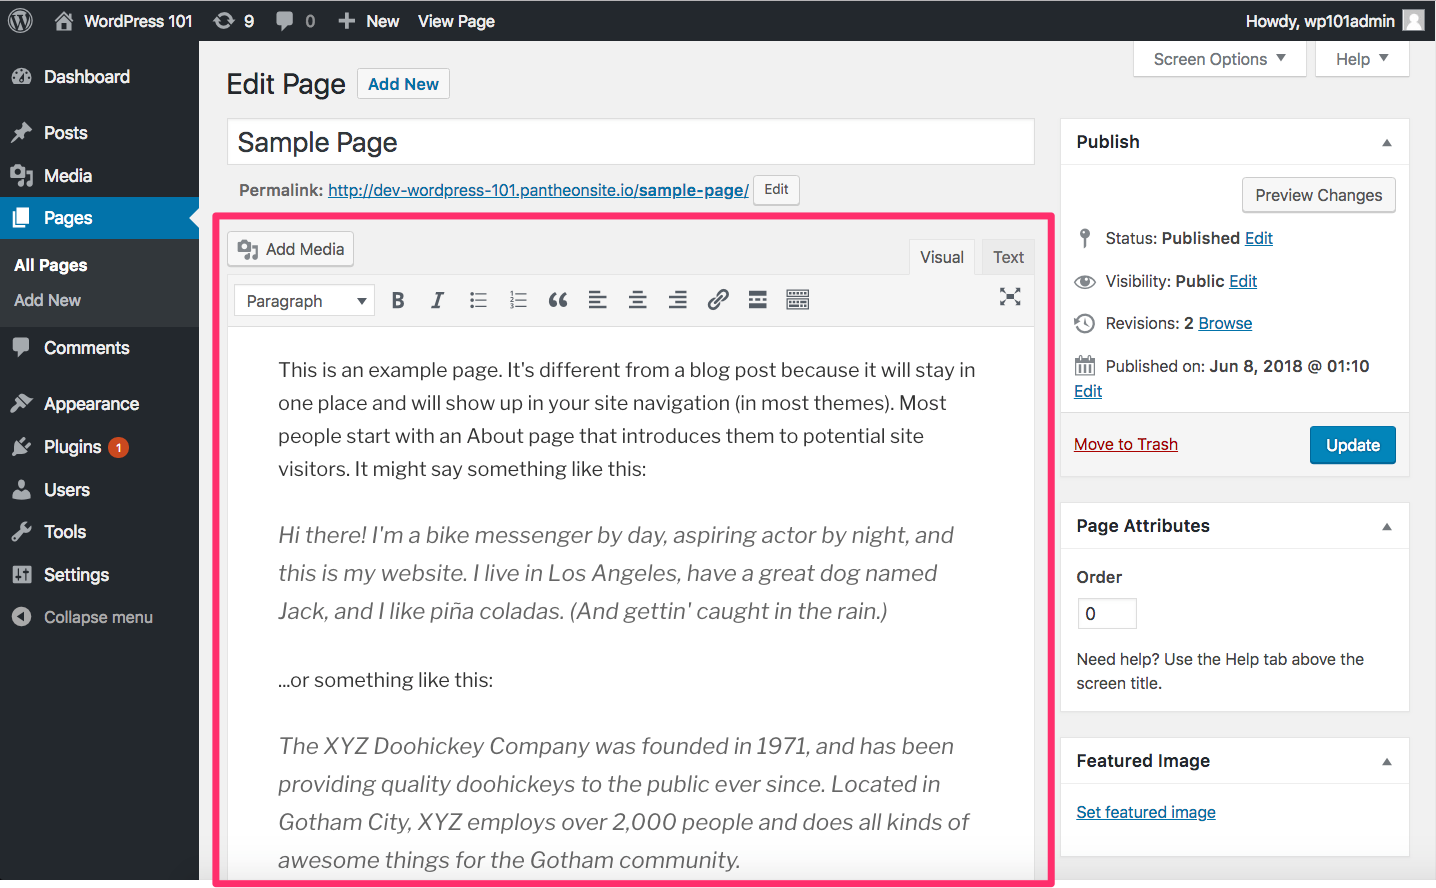 WordPress 101 9 0 New View Page Howdy, wp101admin
Dashboard
Posts
Media
Pages
All Pages
Add New
Comments
Appearance
Plugins 1
Users
Tools
Settings
Collapse menu
Screen Options Help
Edit Page Add New
Sample Page
Permalink: http://dev-wordpress-101.pantheonsite.io/sample-page/ Edit
Add Media
Visual Text
Paragraph B I
This is an example page. It's different from a blog post because it will stay in
one place and will show up in your site navigation (in most themes). Most
people start with an About page that introduces them to potential site
visitors. It might say something like this:
Hi there! I'm a bike messenger by day, aspiring actor by night, and
this is my website. I live in Los Angeles, have a great dog named
Jack, and I like piña coladas. (And gettin' caught in the rain.)
...or something like this:
The XYZ Doohickey Company was founded in 1971, and has been
providing quality doohickeys to the public ever since. Located in
Gotham City, XYZ employs over 2,000 people and does all kinds of
awesome things for the Gotham community.
Publish
Preview Changes
Status: Published Edit
Visibility: Public Edit
Revisions: 2 Browse
Published on: Jun 8, 2018 @ 01:10
Edit
Move to Trash Update
Page Attributes
Order
0
Need help? Use the Help tab above the
screen title.
Featured Image
Set featured image